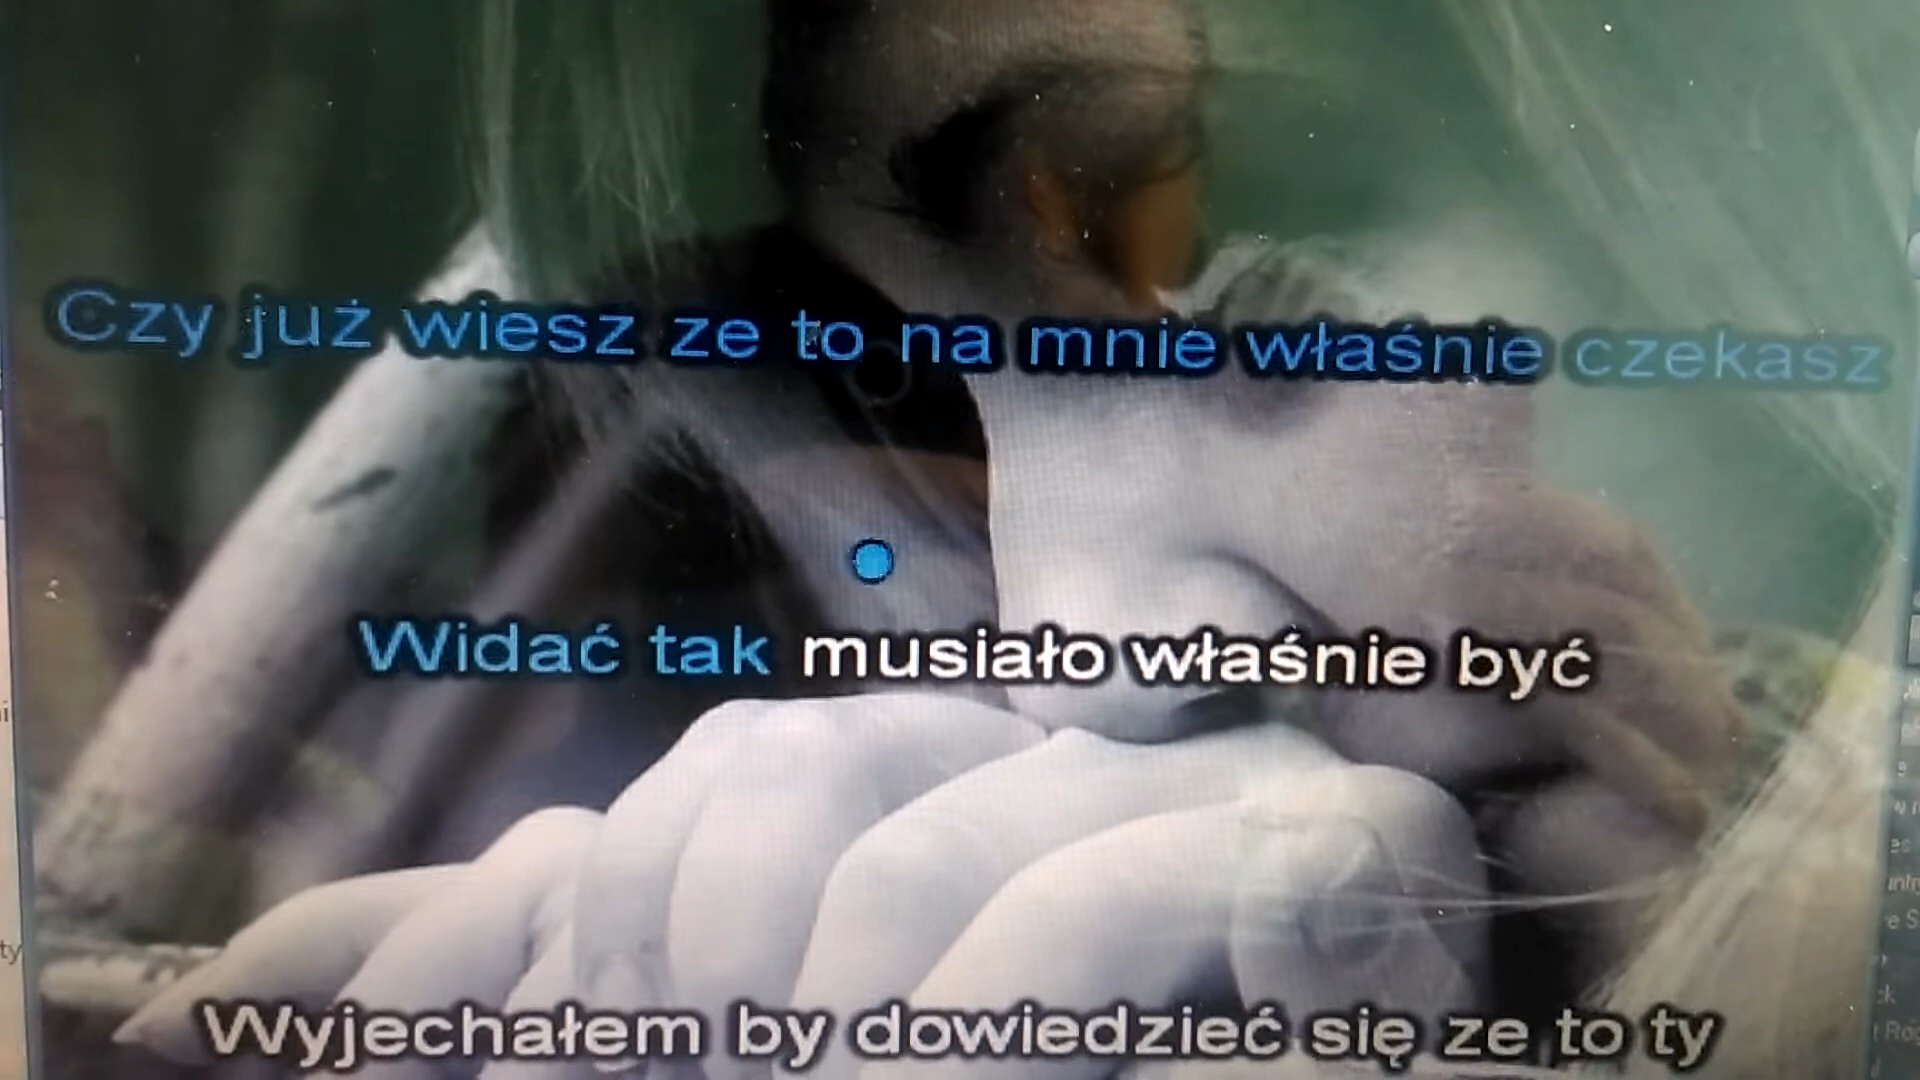 Czy już wiesz ze to na mnie właśnie czekasz
Widać tak musiało właśnie być
Wyjechałem by dowiedzieć się ze to ty